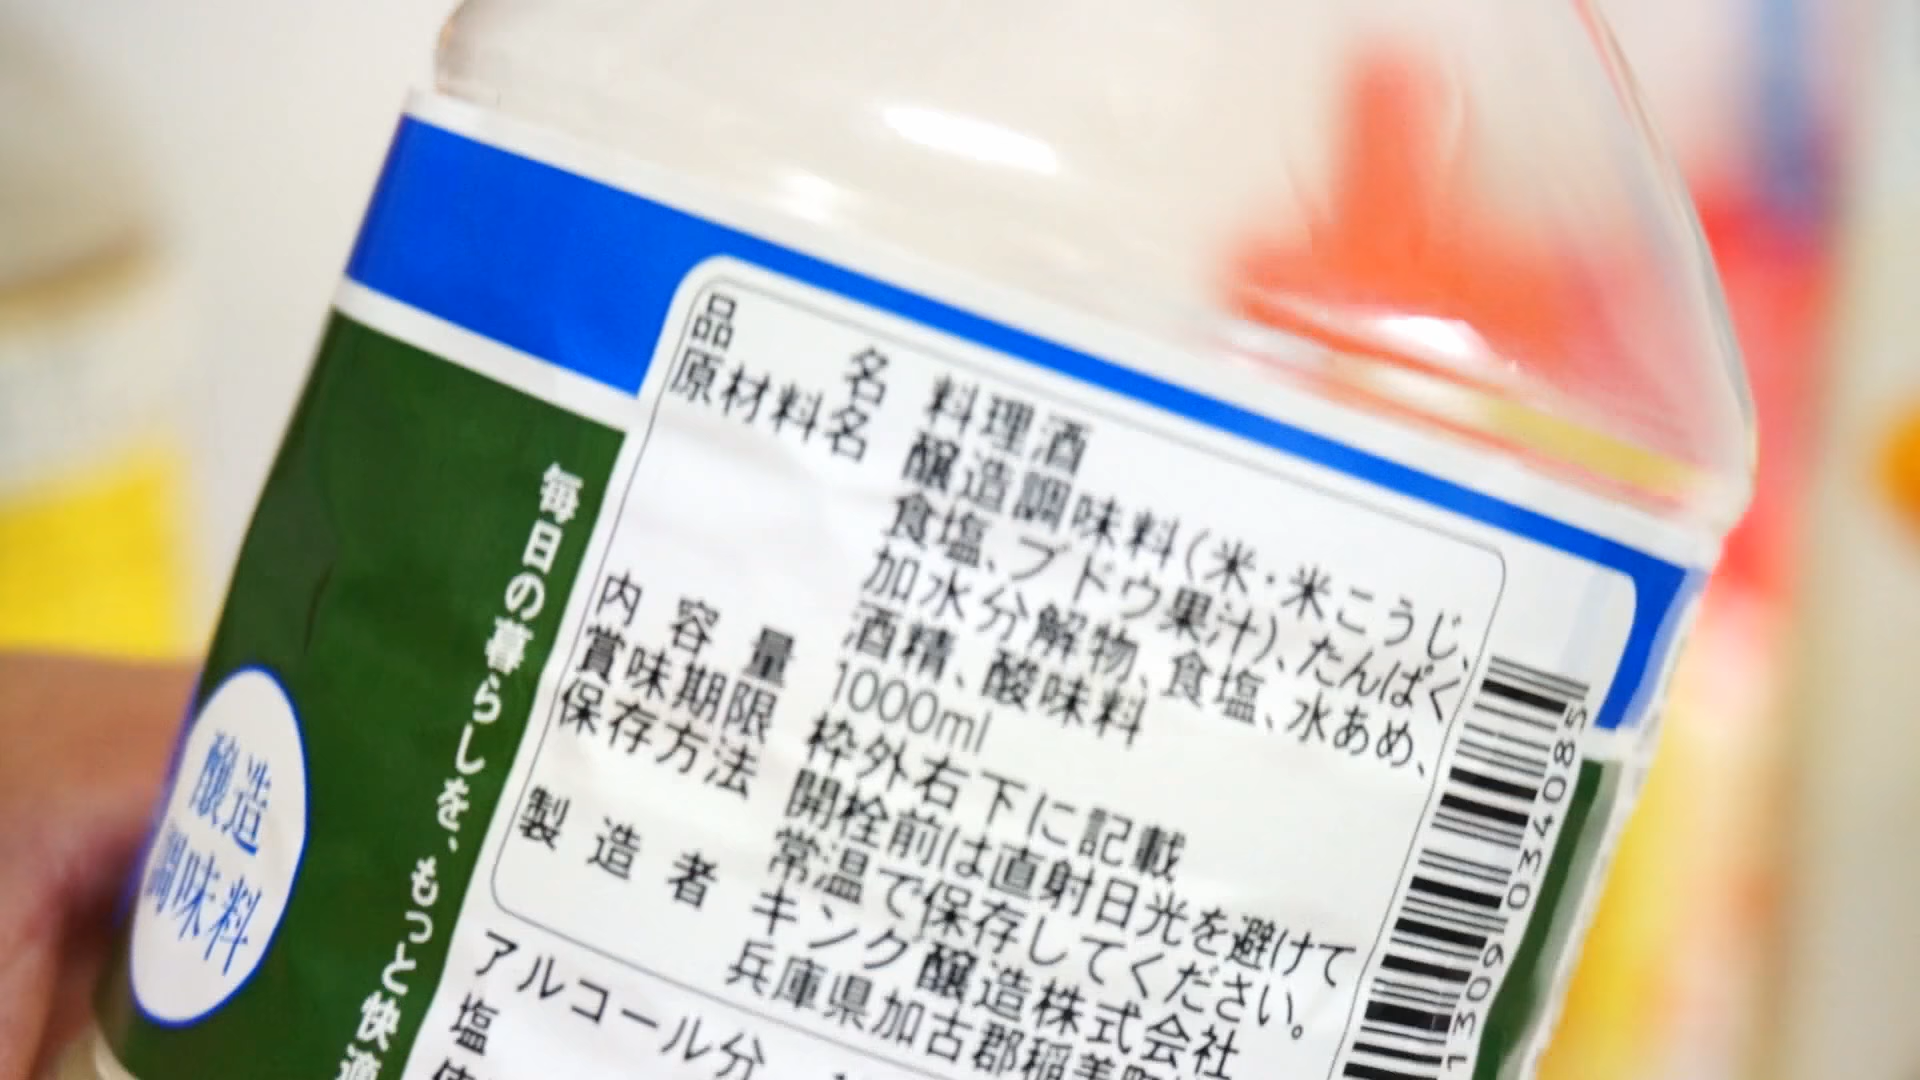 品名 料理酒
原材料名 醸造調味料(米・米こうじ、
食塩、ブドウ果汁)、たんぱく
加水分解物、食塩、水あめ、
酒精、酸味料
内容量 1000ml
賞味期限 枠外右下に記載
保存方法 開栓前は直射日光を避けて
常温で保存してください。
製造者 キング醸造株式会社
兵庫県加古郡稲美町
アルコール分
塩
毎日の暮らしを、もっと快適
醸造
調味料
13091 034085